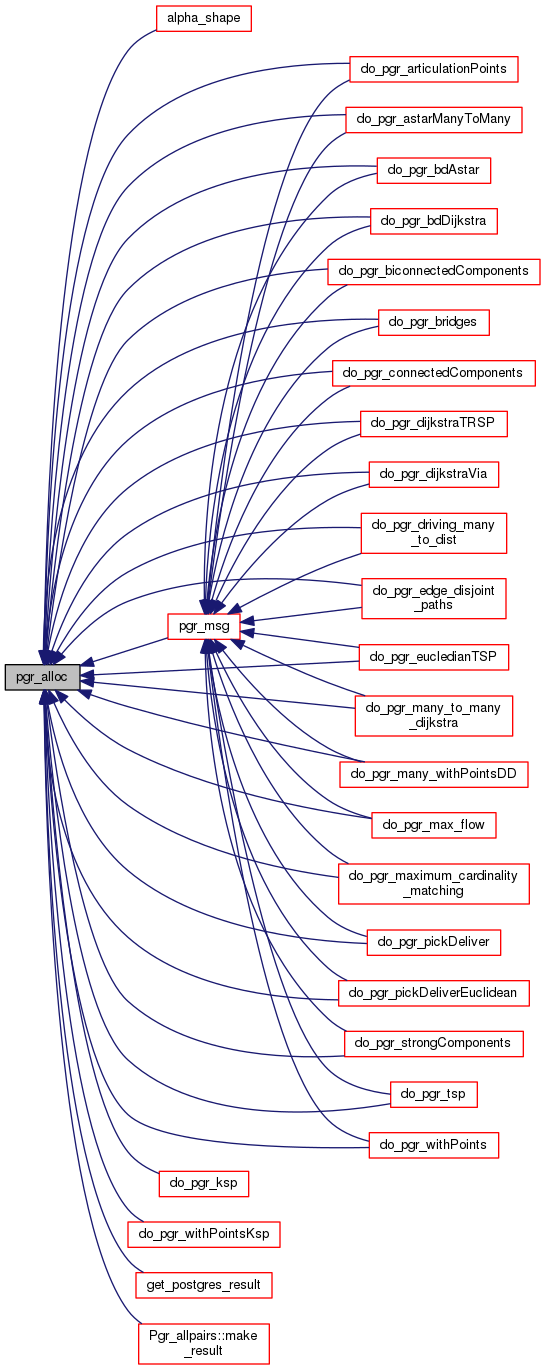 alpha_shape
do_pgr_articulationPoints
do_pgr_astarManyToMany
do_pgr_bdAstar
do_pgr_bdDijkstra
do_pgr_biconnectedComponents
do_pgr_bridges
do_pgr_connectedComponents
do_pgr_dijkstraTRSP
do_pgr_dijkstraVia
do_pgr_driving_many
_to_dist
do_pgr_edge_disjoint
_paths
pgr_msg
do_pgr_eucledianTSP
pgr_alloc
do_pgr_many_to_many
_dijkstra
do_pgr_many_withPointsDD
do_pgr_max_flow
do_pgr_maximum_cardinality
_matching
do_pgr_pickDeliver
do_pgr_pickDeliverEuclidean
do_pgr_strongComponents
do_pgr_tsp
do_pgr_withPoints
do_pgr_ksp
do_pgr_withPointsKsp
get_postgres_result
Pgr_allpairs::make
_result